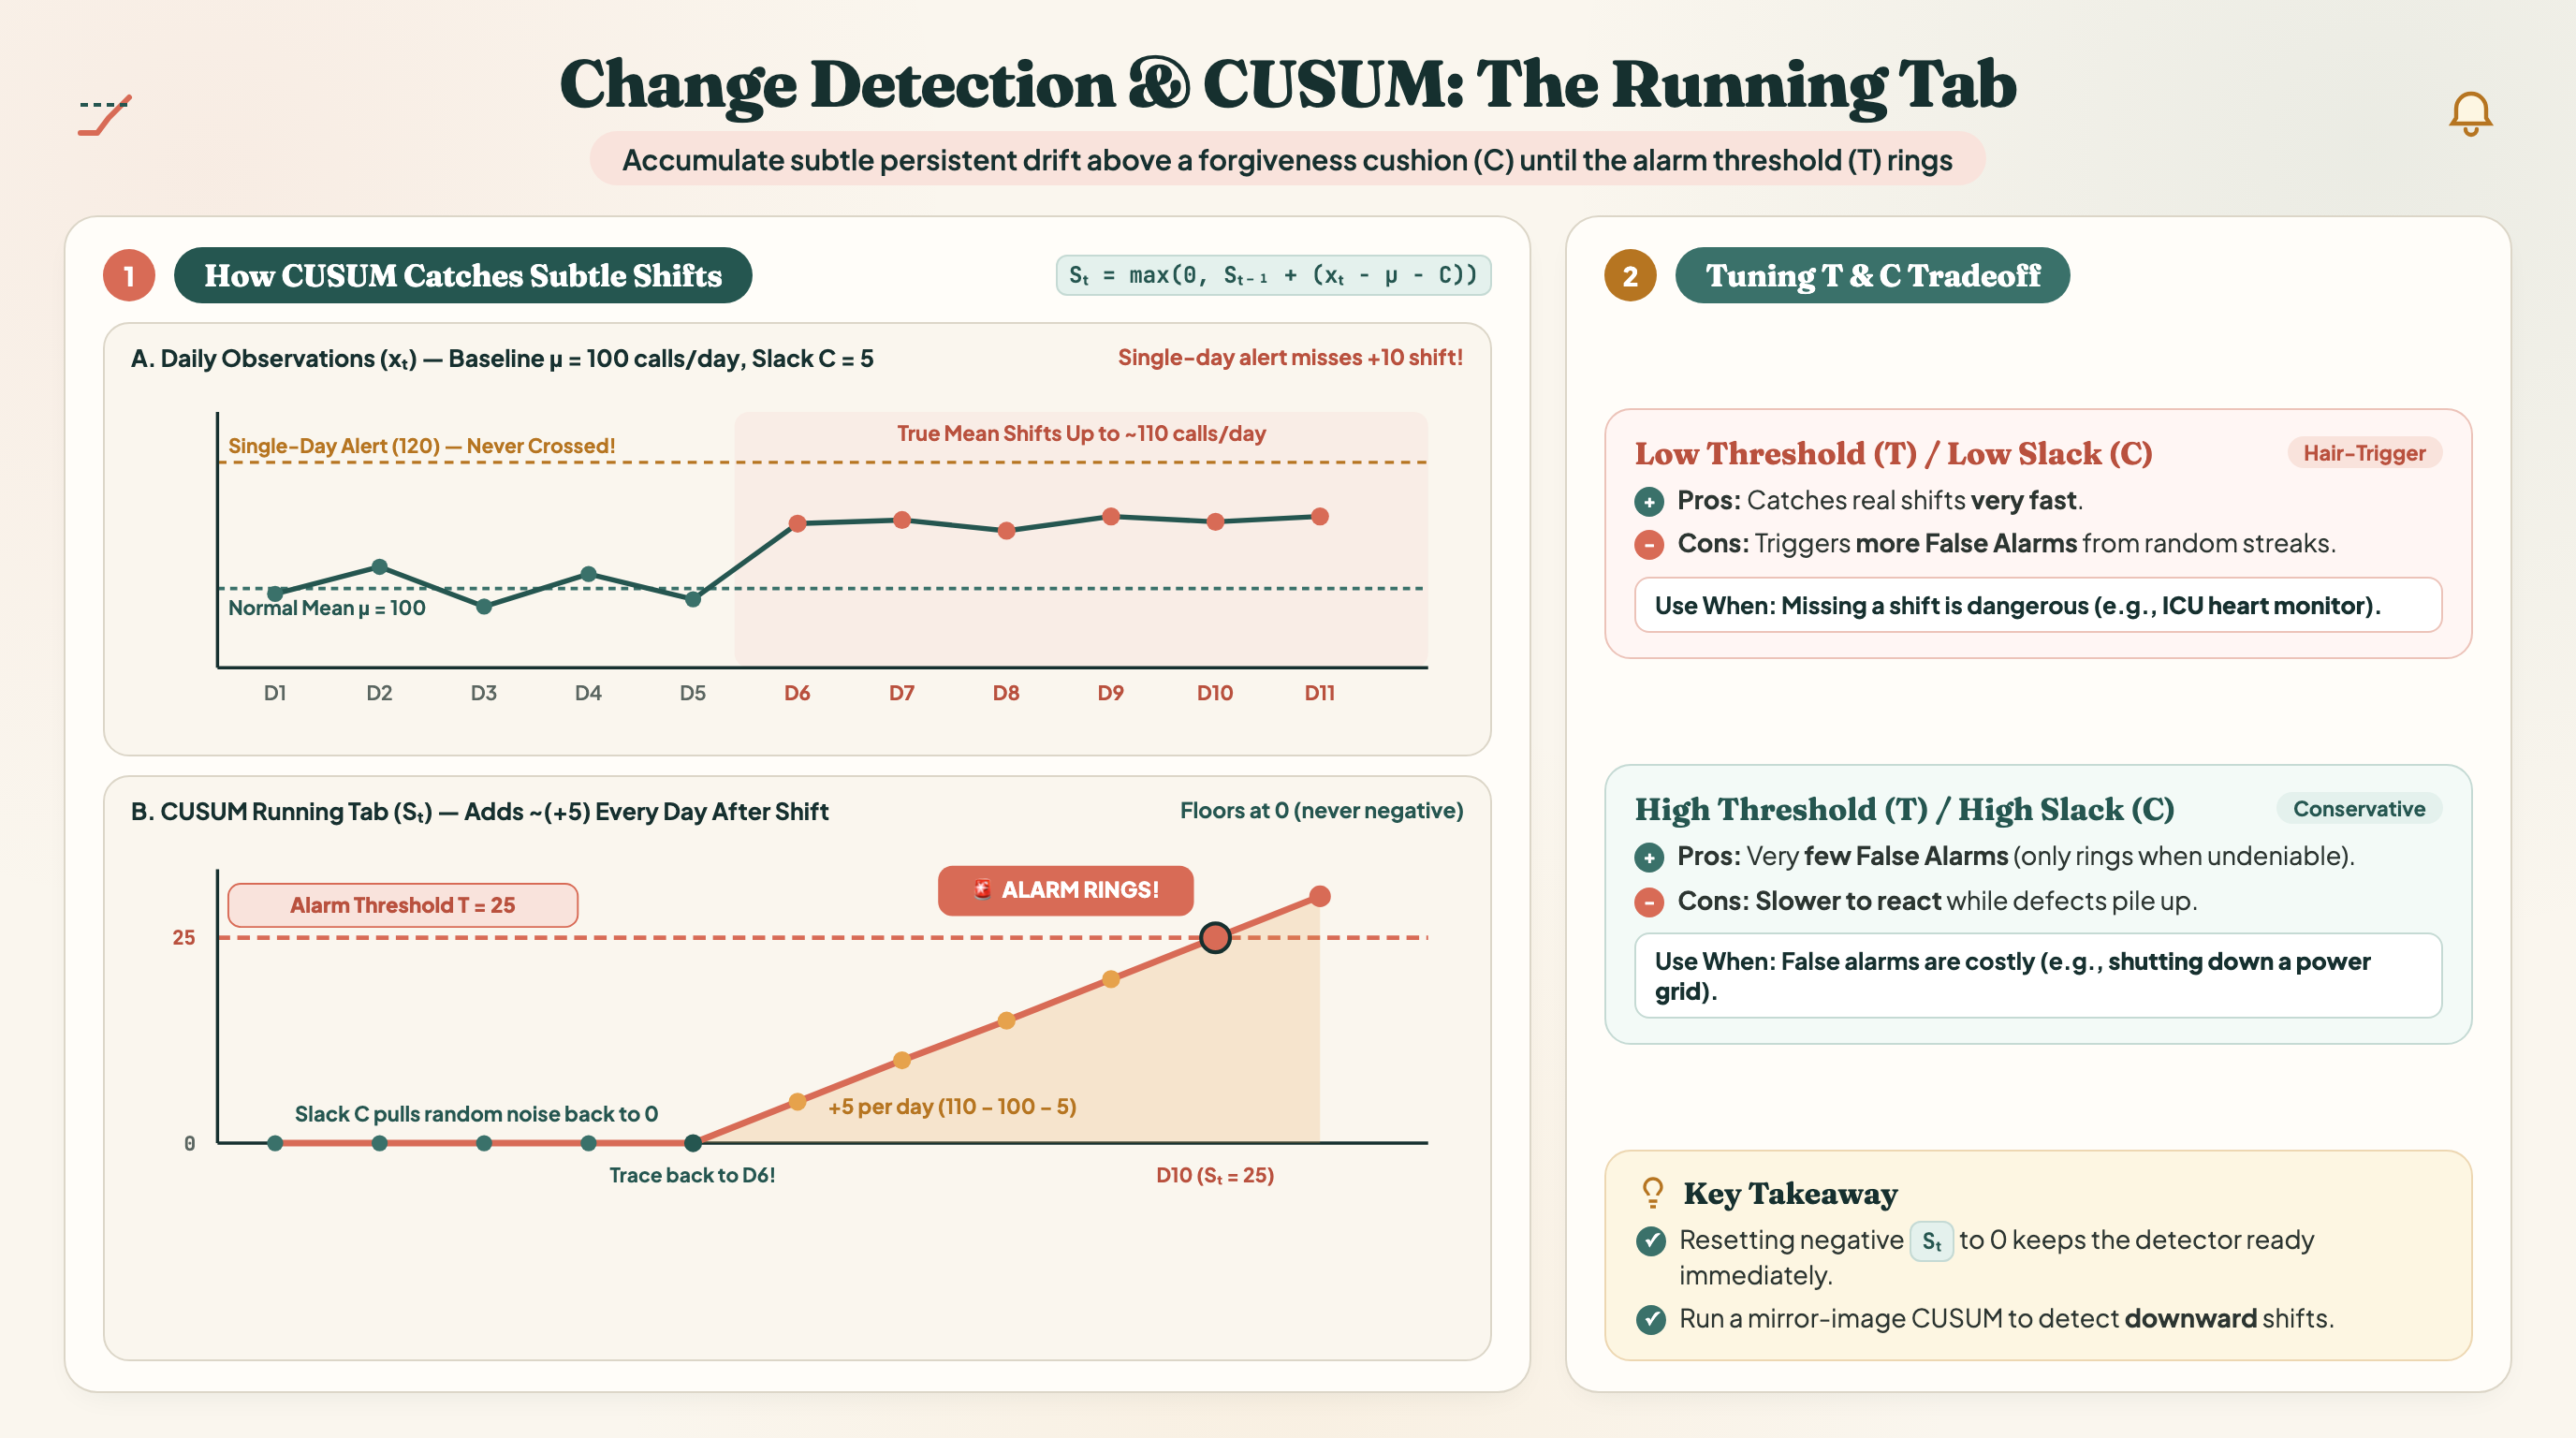 Change Detection & CUSUM: The Running Tab
Accumulate subtle persistent drift above a forgiveness cushion (C) until the alarm threshold (T) rings
1
How CUSUM Catches Subtle Shifts
Sₜ = max(0, Sₜ₋₁ + (xₜ - μ - C))
A. Daily Observations (xₜ) — Baseline μ = 100 calls/day, Slack C = 5
Single-day alert misses +10 shift!
True Mean Shifts Up to ~110 calls/day
Single-Day Alert (120) — Never Crossed!
Normal Mean μ = 100
D1 D2 D3 D4 D5 D6 D7 D8 D9 D10 D11
B. CUSUM Running Tab (Sₜ) — Adds ~(+5) Every Day After Shift
Floors at 0 (never negative)
🚨 ALARM RINGS!
Alarm Threshold T = 25
25
+5 per day (110 - 100 - 5)
Slack C pulls random noise back to 0
0
Trace back to D6!
D10 (Sₜ = 25)
2
Tuning T & C Tradeoff
Low Threshold (T) / Low Slack (C)
Hair-Trigger
+ Pros: Catches real shifts very fast.
- Cons: Triggers more False Alarms from random streaks.
Use When: Missing a shift is dangerous (e.g., ICU heart monitor).
High Threshold (T) / High Slack (C)
Conservative
+ Pros: Very few False Alarms (only rings when undeniable).
- Cons: Slower to react while defects pile up.
Use When: False alarms are costly (e.g., shutting down a power
grid).
Key Takeaway
✓ Resetting negative Sₜ to 0 keeps the detector ready
immediately.
✓ Run a mirror-image CUSUM to detect downward shifts.